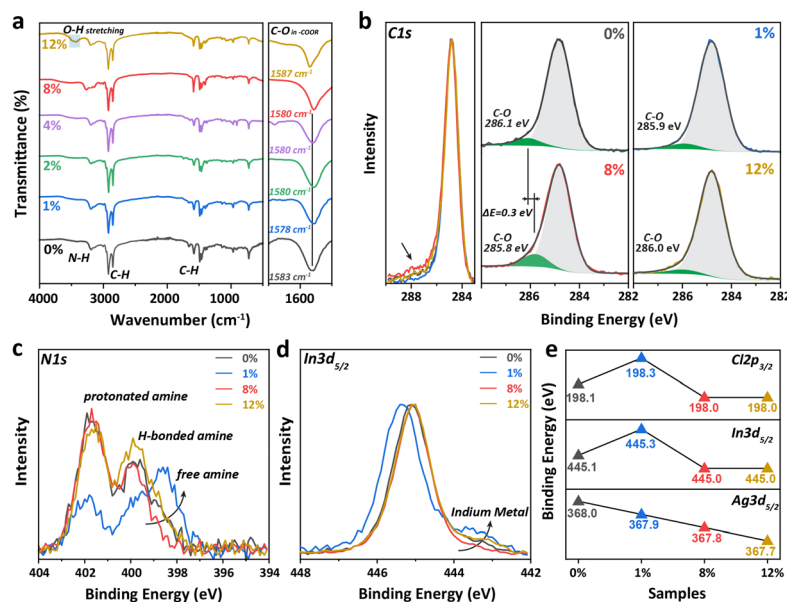 a
O-H stretching
12%
8%
4%
2%
1%
0%
N-H
C-H
C-H
Transmittance (%)
4000 3000 2000 1000
C-O in -COOR
1587 cm-1
1580 cm-1
1580 cm-1
1580 cm-1
1578 cm-1
1583 cm-1
1600
Wavenumber (cm-1)
b
C1s
Intensity
288 284
0%
C-O
286.1 eV
1%
C-O
285.9 eV
8%
ΔE=0.3 eV
C-O
285.8 eV
12%
C-O
286.0 eV
286 284 282
286 284 282
Binding Energy (eV)
c
N1s
0%
1%
8%
12%
protonated amine
H-bonded amine
free amine
Intensity
404 402 400 398 396 394
Binding Energy (eV)
d
In3d5/2
0%
1%
8%
12%
Indium Metal
Intensity
448 446 444 442
Binding Energy (eV)
e
Cl2p3/2
198.1
198.3
198.0
198.0
In3d5/2
445.1
445.3
445.0
445.0
Ag3d5/2
368.0
367.9
367.8
367.7
Binding Energy (eV)
0% 1% 8% 12%
Samples